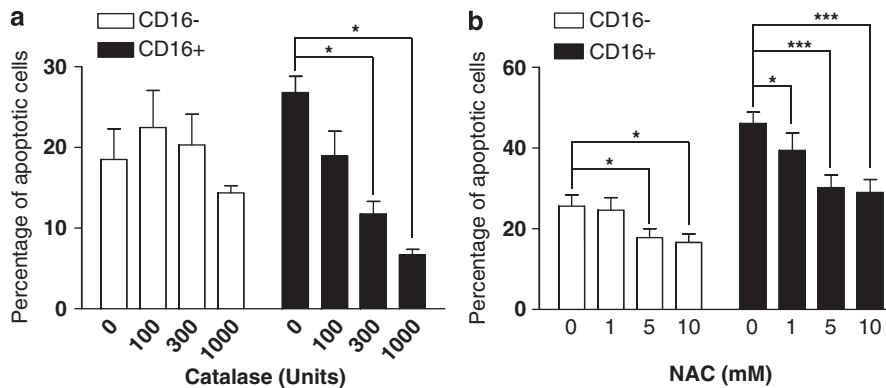 a
CD16-
CD16+
Percentage of apoptotic cells
30
20
10
0
*
*
0
100
300
1000
0
100
300
1000
Catalase (Units)
b
CD16-
CD16+
Percentage of apoptotic cells
60
40
20
0
*
*
***
***
*
0 1 5 10 0 1 5 10
NAC (mM)